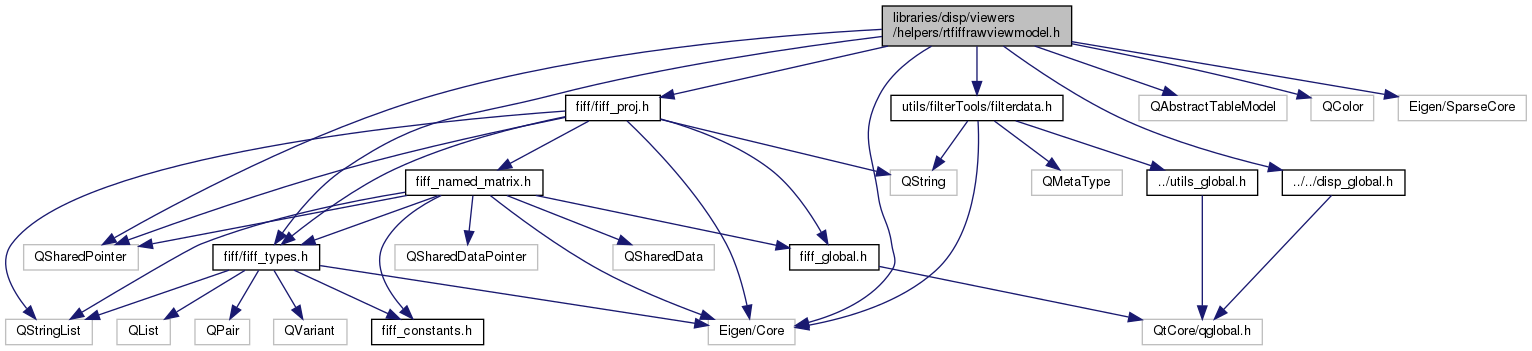 libraries/disp/viewers
/helpers/rtfiffrawviewmodel.h
fiff/fiff_proj.h
utils/filterTools/filterdata.h
QAbstractTableModel
QColor
Eigen/SparseCore
fiff_named_matrix.h
QString
QMetaType
../utils_global.h
../../disp_global.h
QSharedPointer
fiff/fiff_types.h
QSharedDataPointer
QSharedData
fiff_global.h
QStringList
QList
QPair
QVariant
fiff_constants.h
Eigen/Core
QtCore/qglobal.h